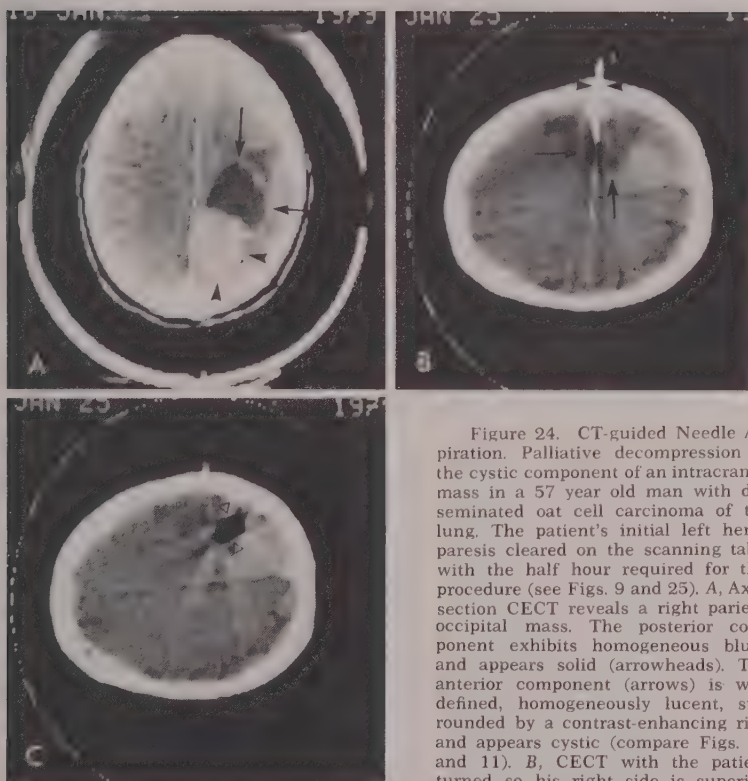 16 JAN 1979
A
JAN 25
B
JAN 25 197
C
Figure 24. CT-guided Needle A
piration. Palliative decompression
the cystic component of an intracran
mass in a 57 year old man with d
seminated oat cell carcinoma of t
lung. The patient's initial left hem
paresis cleared on the scanning tab
with the half hour required for t
procedure (see Figs. 9 and 25). A, Ax
section CECT reveals a right parie
occipital mass. The posterior co
ponent exhibits homogeneous blu
and appears solid (arrowheads). T
anterior component (arrows) is w
defined, homogeneously lucent, su
rounded by a contrast-enhancing ri
and appears cystic (compare Figs.
and 11). B, CECT with the patie
turned so his right side is superi